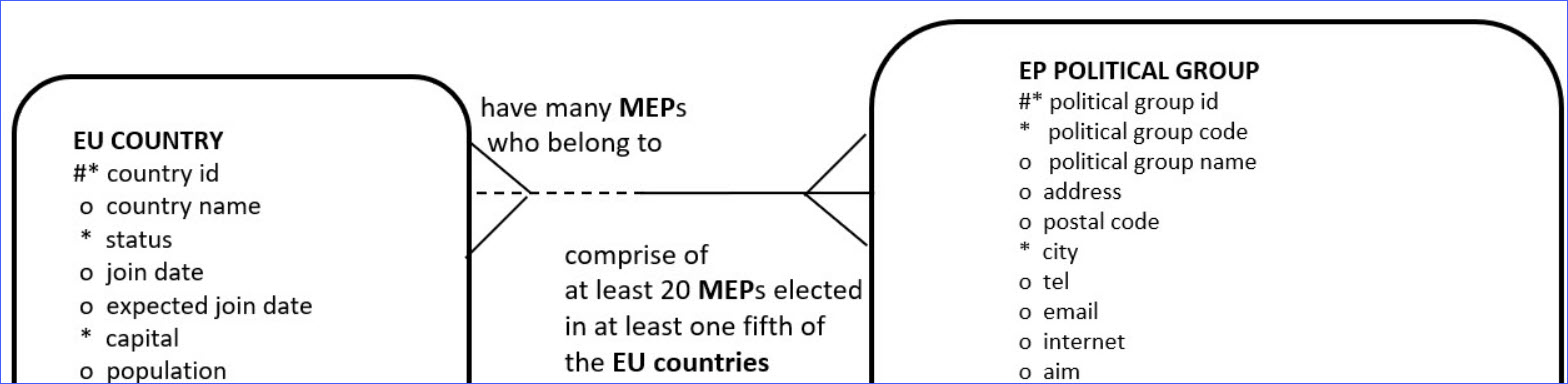 EU COUNTRY
#* country id
o country name
* status
o join date
o expected join date
* capital
o population
have many MEPs
who belong to
comprise of
at least 20 MEPs elected
in at least one fifth of
the EU countries
EP POLITICAL GROUP
#* political group id
* political group code
o political group name
o address
o postal code
* city
o tel
o email
o internet
o aim